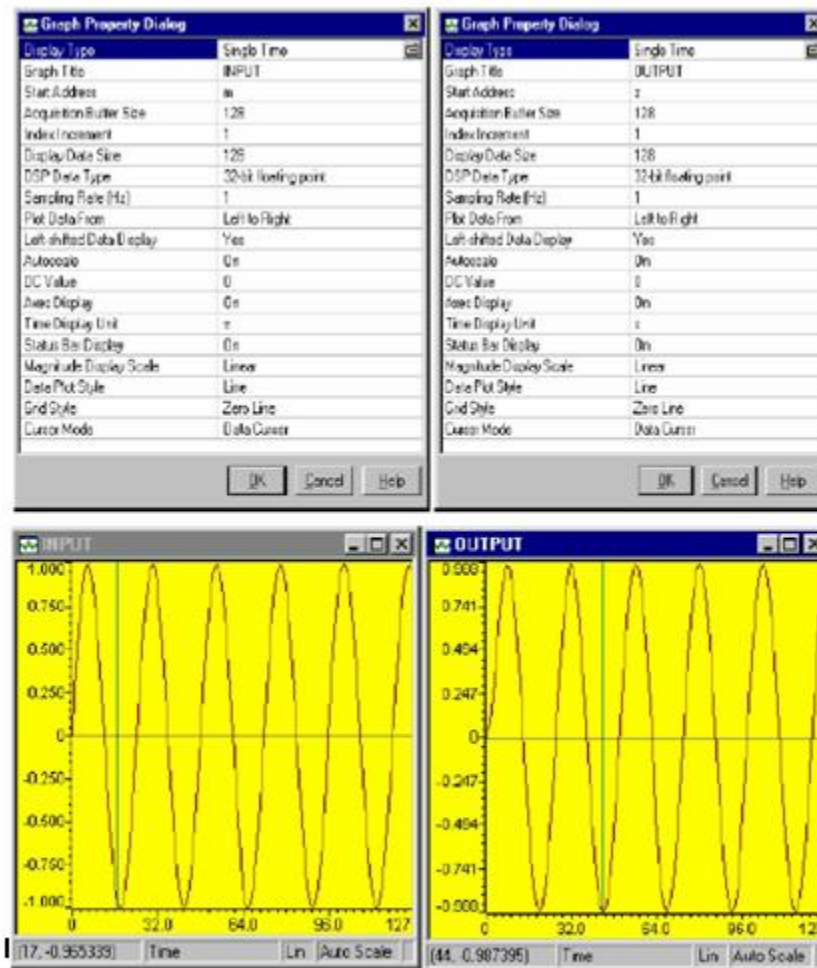 Graph Property Dialog
Display Type Single Time
Graph Title INPUT
Start Address m
Acquisition Buffer Size 128
Index Increment 1
Display Data Size 128
DSP Data Type 32-bit floating point
Sampling Rate (Hz) 1
Plot Data From Left to Right
Left-shifted Data Display Yes
Autoscale On
DC Value 0
Axes Display On
Time Display Unit s
Status Bar Display On
Magnitude Display Scale Linear
Data Plot Style Line
Grid Style Zero Line
Cursor Mode Data Cursor
OK Cancel Help
Graph Property Dialog
Display Type Single Time
Graph Title OUTPUT
Start Address
Acquisition Buffer Size 128
Index Increment 1
Display Data Size 128
DSP Data Type 32-bit floating point
Sampling Rate (Hz) 1
Plot Data From Left to Right
Left-shifted Data Display Yes
Autoscale On
DC Value 0
Axes Display On
Time Display Unit s
Status Bar Display On
Magnitude Display Scale Linear
Data Plot Style Line
Grid Style Zero Line
Cursor Mode Data Cursor
OK Cancel Help
INPUT
1.000
0.750
0.500
0.250
0
-0.250
-0.500
-0.750
-1.000
0 32.0 64.0 96.0 127
(17, -0.965339) Time Lin Auto Scale
OUTPUT
0.741
0.494
0.247
0
-0.247
-0.494
-0.741
0 32.0 64.0 96.0
(44, -0.987395) Time Lin Auto Scale